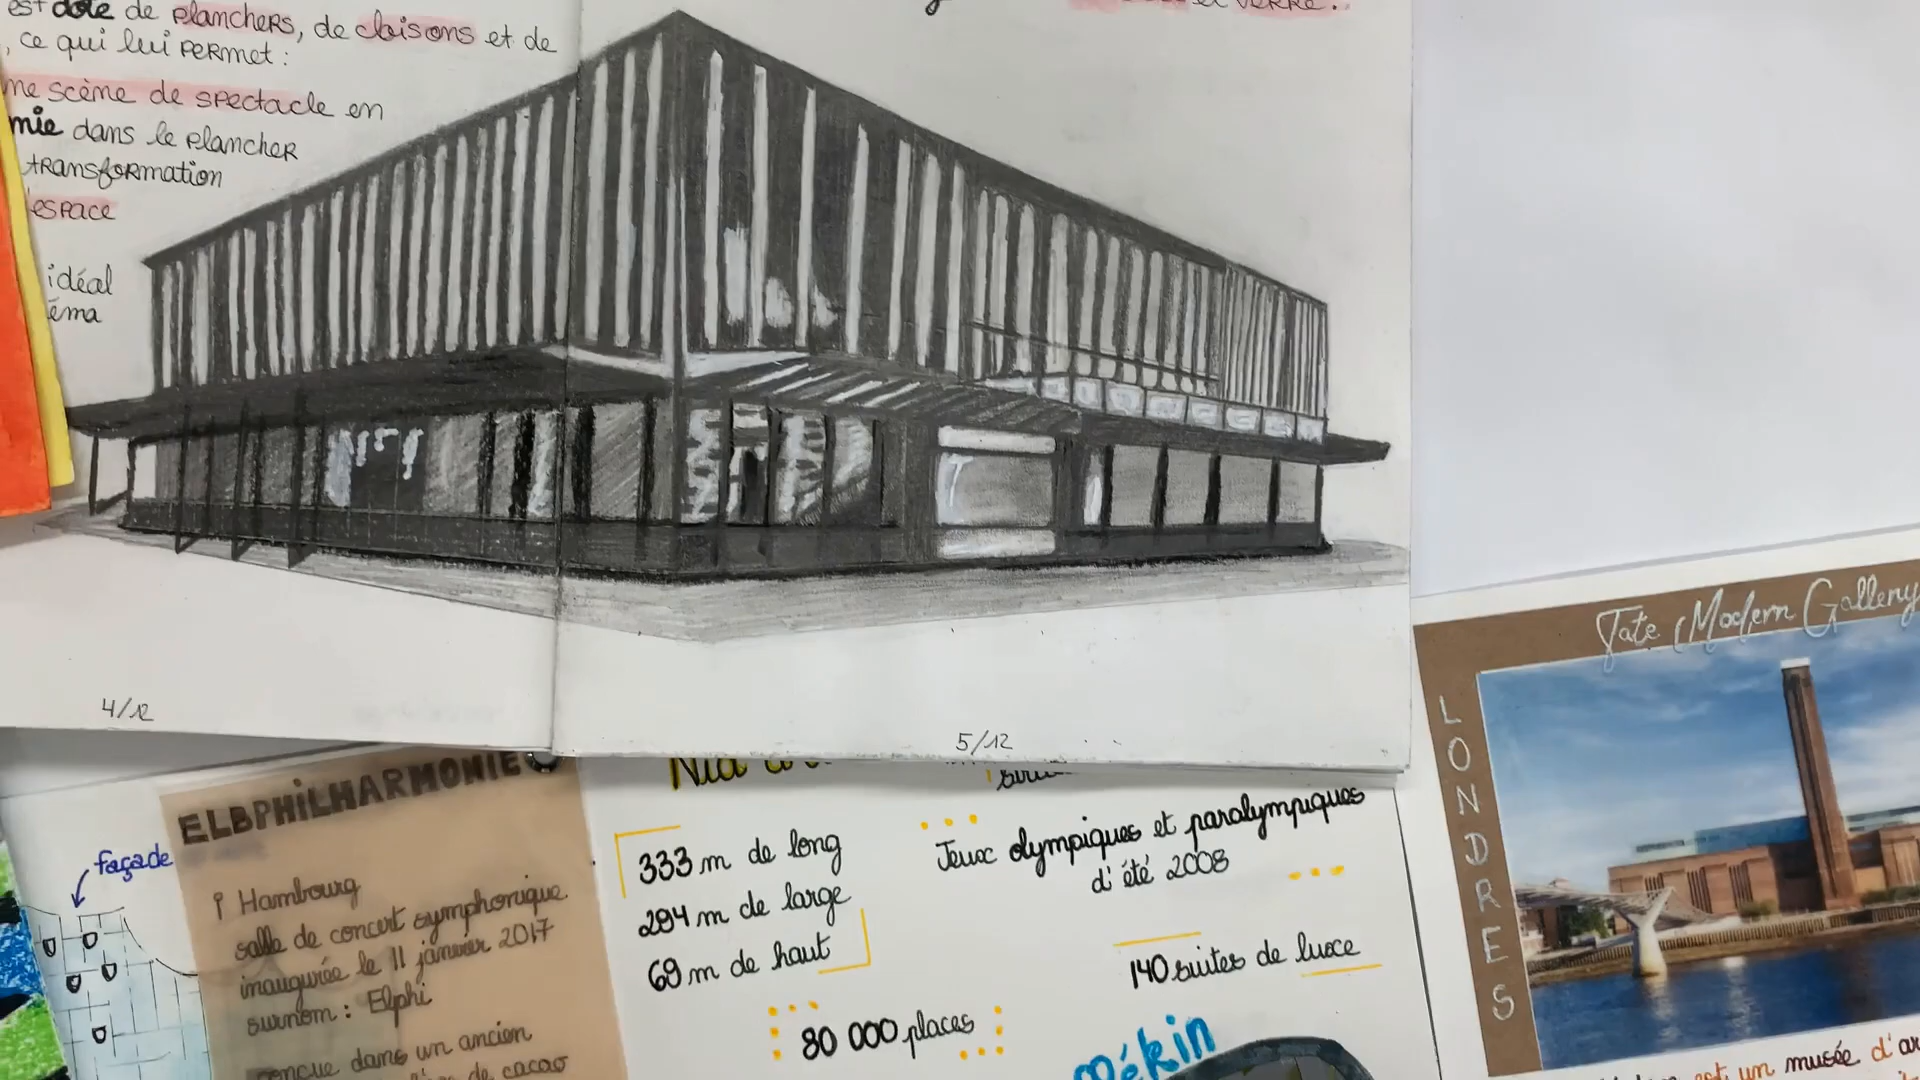 est doté de planchers, de cloisons et de
, ce qui lui permet :
me scène de spectacle en
mie dans le plancher
transformation
espace
idéal
éma
et verre.
4/12
5/12
ELBPHILHARMONIE
façade
Hambourg
salle de concert symphonique
inaugurée le 11 janvier 2017
surnom : Elphi
conçue dans un ancien
de cacao
333 m de long
294 m de large
69 m de haut
80 000 places
Jeux olympiques et paralympiques
d'été 2008
140 suites de luxe
Pékin
Tate Modern Gallery
LONDRES
est un musée d'ar